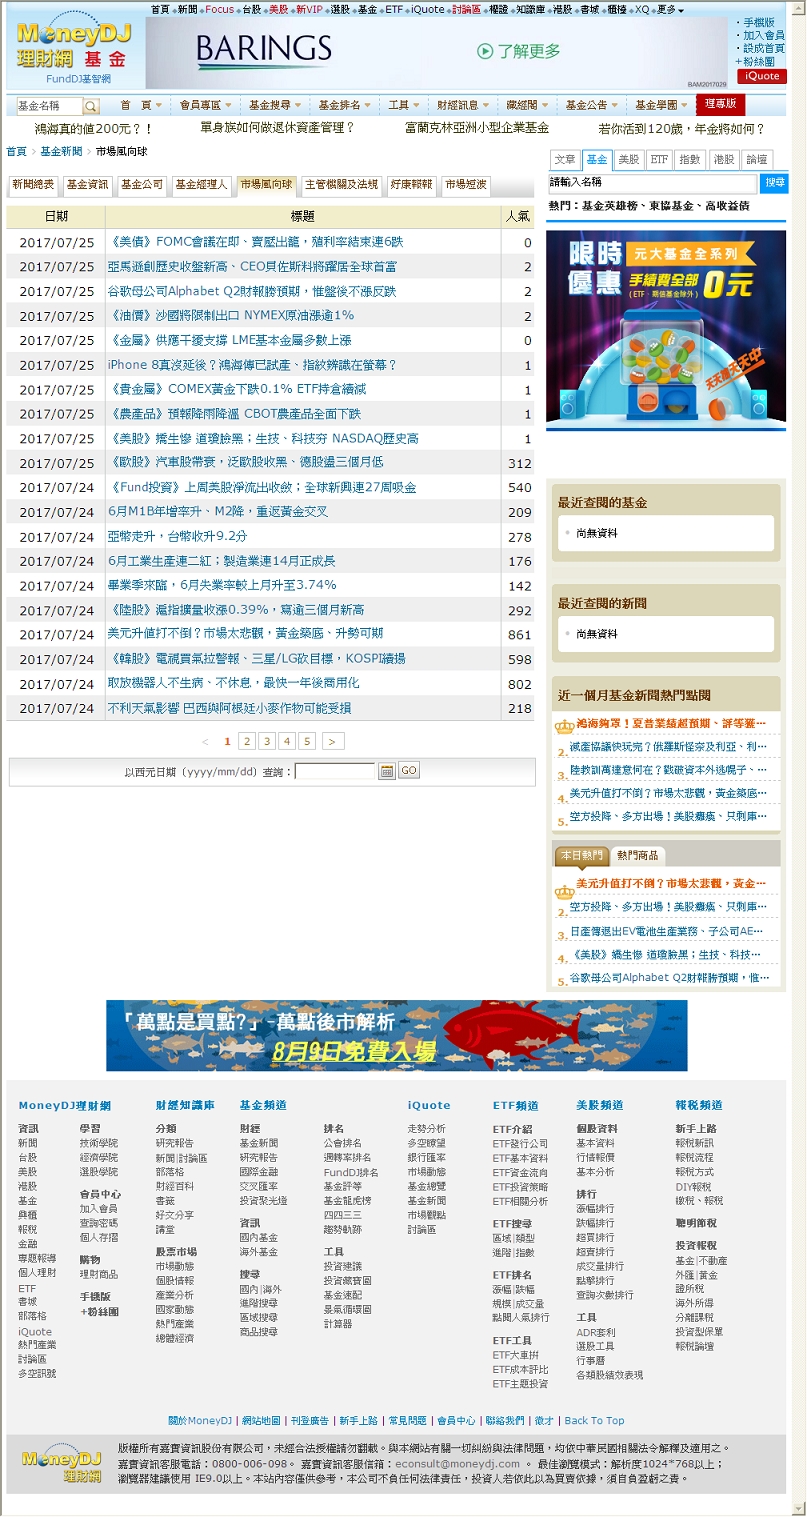 首頁 新聞 Focus 台股 美股 新VIP 選股 基金 ETF iQuote 討論區 權證 知識庫 港股 書城 櫃檯 XQ 更多
MoneyDJ
理財網 基金
FundDJ基智網
BARINGS
了解更多
BAM2017029
手機版
加入會員
設成首頁
+粉絲團
iQuote
基金名稱
首 頁 會員專區 基金搜尋 基金排名 工具 財經訊息 巖經閣 基金公告 基金學園 理專版
鴻海真的值200元？！ 單身族如何做退休資產管理？ 富蘭克林亞洲小型企業基金 若你活到120歲，年金將如何？
首頁 > 基金新聞 > 市場風向球
新聞總表 基金資訊 基金公司 基金經理人 市場風向球 主管機關及法規 好康報報 市場短波
日期 標題 人氣
2017/07/25 《美債》FOMC會議在即、賣壓出籠，殖利率結束連6跌 0
2017/07/25 亞馬遜創歷史收盤新高、CEO貝佐斯料將躍居全球首富 2
2017/07/25 谷歌母公司Alphabet Q2財報勝預期，惟盤後不漲反跌 2
2017/07/25 《油價》沙國將限制出口 NYMEX原油漲逾1% 2
2017/07/25 《金屬》供應干擾支撐 LME基本金屬多數上漲 0
2017/07/25 iPhone 8真沒延後？鴻海傳已試產、指紋辨識在螢幕？ 1
2017/07/25 《貴金屬》COMEX黃金下跌0.1% ETF持倉續減 1
2017/07/25 《農產品》預報降雨降溫 CBOT農產品全面下跌 1
2017/07/25 《美股》嬌生慘 道瓊臉黑；生技、科技夯 NASDAQ歷史高 1
2017/07/25 《歐股》汽車股帶衰，泛歐股收黑、德股盪三個月低 312
2017/07/24 《Fund投資》上周美股淨流出收斂；全球新興連27周吸金 540
2017/07/24 6月M1B年增率升、M2降，重返黃金交叉 209
2017/07/24 亞幣走升，台幣收升9.2分 278
2017/07/24 6月工業生產連二紅；製造業連14月正成長 176
2017/07/24 畢業季來臨，6月失業率較上月升至3.74% 142
2017/07/24 《陸股》滬指擴量收漲0.39%，寫逾三個月新高 292
2017/07/24 美元升值打不倒？市場太悲觀，黃金築底、升勢可期 861
2017/07/24 《韓股》電視買氣拉警報、三星/LG砍目標，KOSPI續揚 598
2017/07/24 取放機器人不生病、不休息，最快一年後商用化 802
2017/07/24 不利天氣影響 巴西與阿根廷小麥作物可能受損 218
< 1 2 3 4 5 >
以西元日期（yyyy/mm/dd）查詢： GO
文章 基金 美股 ETF 指數 港股 論壇
請輸入名稱 搜尋
熱門：基金英雄榜、東協基金、高收益債
限時優惠
元大基金全系列
手續費全部
(ETF、期信基金除外)
0元
天天轉天天中
最近查閱的基金
尚無資料
最近查閱的新聞
尚無資料
近一個月基金新聞熱門點閱
鴻海夠罩！夏普業績超預期、評等獲…
2. 減產協議快玩完？俄羅斯怪奈及利亞、利…
3. 陸教訓萬達意何在？戮破資本外逃幌子、…
4. 美元升值打不倒？市場太悲觀，黃金築底…
5. 空方投降、多方出場！美股癱瘓、只剩庫…
本日熱門 熱門商品
美元升值打不倒？市場太悲觀，黃金…
2. 空方投降、多方出場！美股癱瘓、只剩庫…
3. 日產傳退出EV電池生產業務、子公司AE…
4. 《美股》嬌生慘 道瓊臉黑；生技、科技…
5. 谷歌母公司Alphabet Q2財報勝預期，惟…
「萬點是買點?」-萬點後市解析
8月9日免費入場
MoneyDJ理財網
資訊
新聞
台股
美股
港股
基金
興櫃
報稅
金融
專題報導
個人理財
ETF
書城
部落格
iQuote
熱門產業
討論區
多空訊號
學習
技術學院
經濟學院
選股學院
會員中心
加入會員
查詢密碼
個人存摺
購物
理財商品
手機版
+粉絲團
財經知識庫
分類
研究報告
新聞|討論區
部落格
財經百科
書籤
好文分享
講堂
股票市場
市場動態
個股情報
產業分析
國家動態
熱門產業
總體經濟
基金頻道
財經
基金新聞
研究報告
國際金融
交叉匯率
投資聚光燈
資訊
國內基金
海外基金
搜尋
國內|海外
進階搜尋
區域搜尋
商品搜尋
排名
公會排名
週轉率排名
FundDJ排名
基金評等
基金龍虎榜
四四三三
趨勢軌跡
工具
投資建議
投資藏寶圖
基金速配
景氣循環圖
計算器
iQuote
走勢分析
多空瞭望
銀行匯率
市場動態
基金總覽
基金新聞
市場觀點
討論區
ETF頻道
ETF介紹
ETF發行公司
ETF基本資料
ETF資金流向
ETF投資策略
ETF相關分析
ETF搜尋
區域|類型
進階|指數
ETF排名
漲幅|跌幅
規模|成交量
點閱人氣排行
ETF工具
ETF大車拚
ETF成本評比
ETF主題投資
美股頻道
個股資料
基本資料
行情報價
基本分析
排行
漲幅排行
跌幅排行
超買排行
超賣排行
成交量排行
點擊排行
查詢次數排行
工具
ADR套利
選股工具
行事曆
各類股績效表現
報稅頻道
新手上路
報稅新訊
報稅流程
報稅方式
DIY報稅
繳稅、報稅
聰明節稅
投資報稅
基金|不動產
外匯|黃金
證所稅
海外所得
分離課稅
投資型保單
報稅論壇
關於MoneyDJ | 網站地圖 | 刊登廣告 | 新手上路 | 常見問題 | 會員中心 | 聯絡我們 | 徵才 | Back To Top
MoneyDJ
理財網
版權所有嘉實資訊股份有限公司，未經合法授權請勿翻載。與本網站有關一切糾紛與法律問題，均依中華民國相關法令解釋及適用之。
嘉實資訊客服電話：0800-006-098。 嘉實資訊客服信箱：econsult@moneydj.com 。 最佳瀏覽模式：解析度1024*768以上；
瀏覽器建議使用 IE9.0以上。本站內容僅供參考，本公司不負任何法律責任，投資人若依此以為買賣依據，須自負盈虧之責。